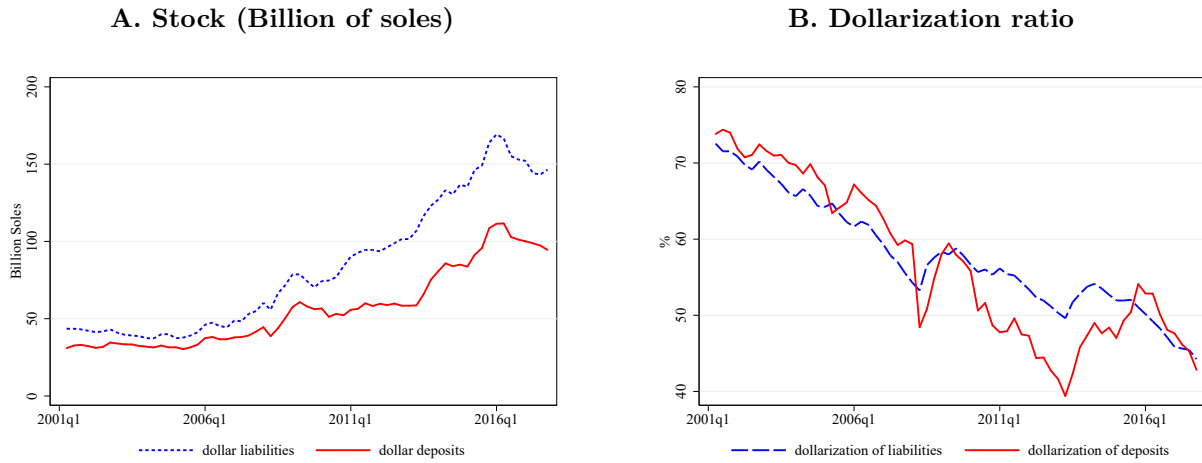 A. Stock (Billion of soles)
Billion Soles
200
150
100
50
0
2001q1 2006q1 2011q1 2016q1
dollar liabilities dollar deposits
B. Dollarization ratio
%
80
70
60
50
40
2001q1 2006q1 2011q1 2016q1
dollarization of liabilities dollarization of deposits